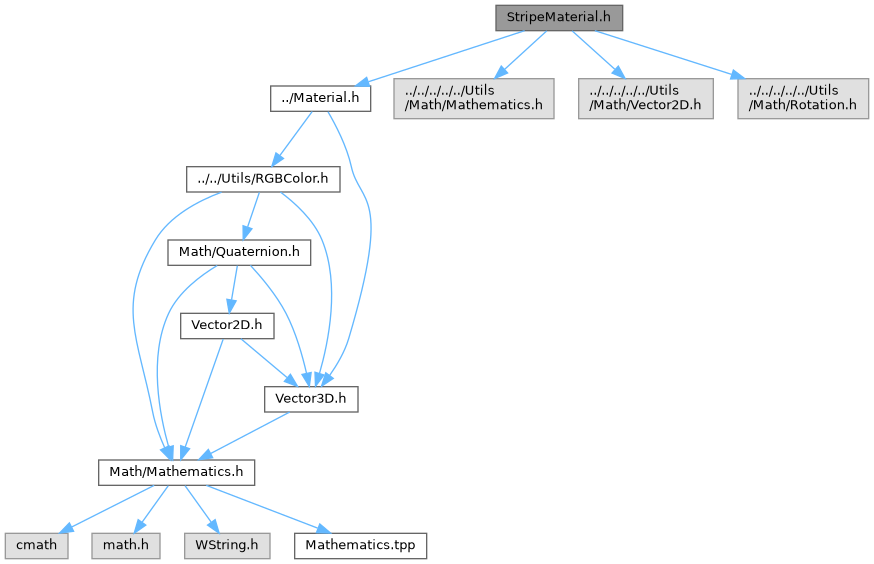 StripeMaterial.h
../Material.h
../../../../../Utils
/Math/Mathematics.h
../../../../../Utils
/Math/Vector2D.h
../../../../../Utils
/Math/Rotation.h
../../Utils/RGBColor.h
Math/Quaternion.h
Vector2D.h
Vector3D.h
Math/Mathematics.h
cmath
math.h
WString.h
Mathematics.tpp